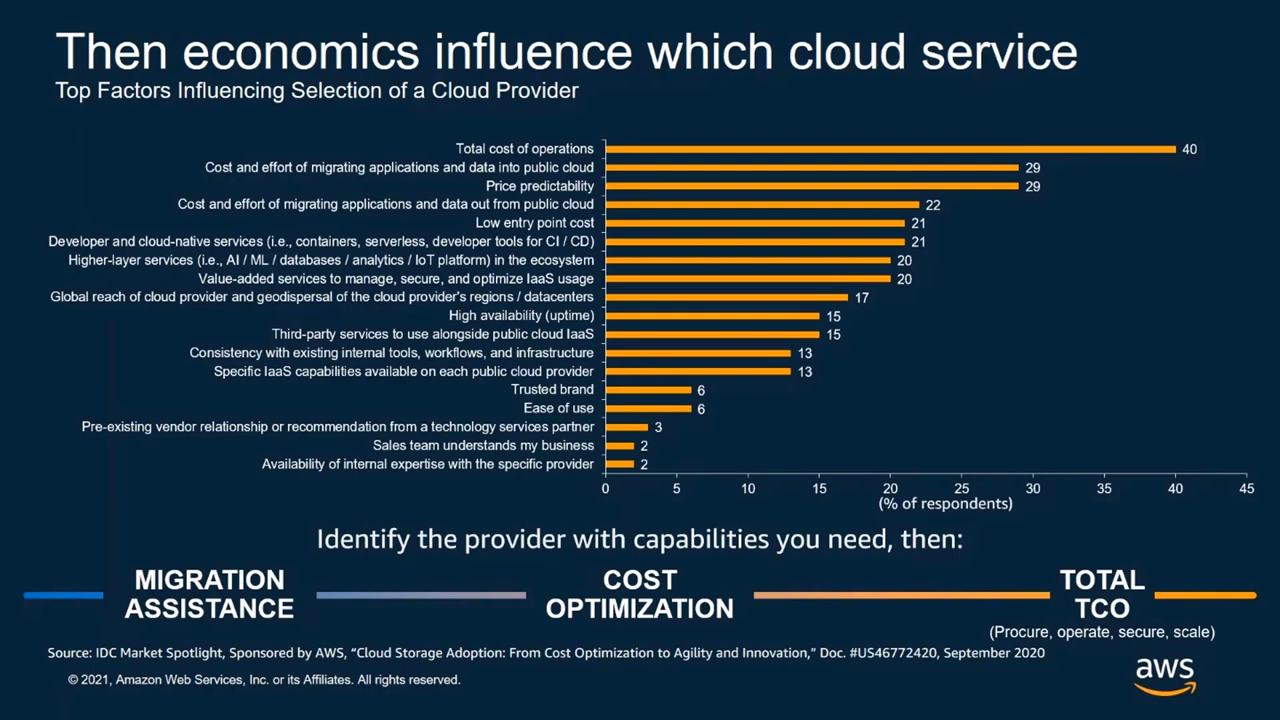 Then economics influence which cloud service
Top Factors Influencing Selection of a Cloud Provider
Total cost of operations 40
Cost and effort of migrating applications and data into public cloud 29
Price predictability 29
Cost and effort of migrating applications and data out from public cloud 22
Low entry point cost 21
Developer and cloud-native services (i.e., containers, serverless, developer tools for CI / CD) 21
Higher-layer services (i.e., AI / ML / databases / analytics / IoT platform) in the ecosystem 20
Value-added services to manage, secure, and optimize IaaS usage 20
Global reach of cloud provider and geodispersal of the cloud provider's regions / datacenters 17
High availability (uptime) 15
Third-party services to use alongside public cloud IaaS 15
Consistency with existing internal tools, workflows, and infrastructure 13
Specific IaaS capabilities available on each public cloud provider 13
Trusted brand 6
Ease of use 6
Pre-existing vendor relationship or recommendation from a technology services partner 3
Sales team understands my business 2
Availability of internal expertise with the specific provider 2
0 5 10 15 20 25 30 35 40 45
(% of respondents)
Identify the provider with capabilities you need, then:
MIGRATION
ASSISTANCE
COST
OPTIMIZATION
TOTAL
TCO
(Procure, operate, secure, scale)
Source: IDC Market Spotlight, Sponsored by AWS, “Cloud Storage Adoption: From Cost Optimization to Agility and Innovation,” Doc. #US46772420, September 2020
© 2021, Amazon Web Services, Inc. or its Affiliates. All rights reserved.
aws